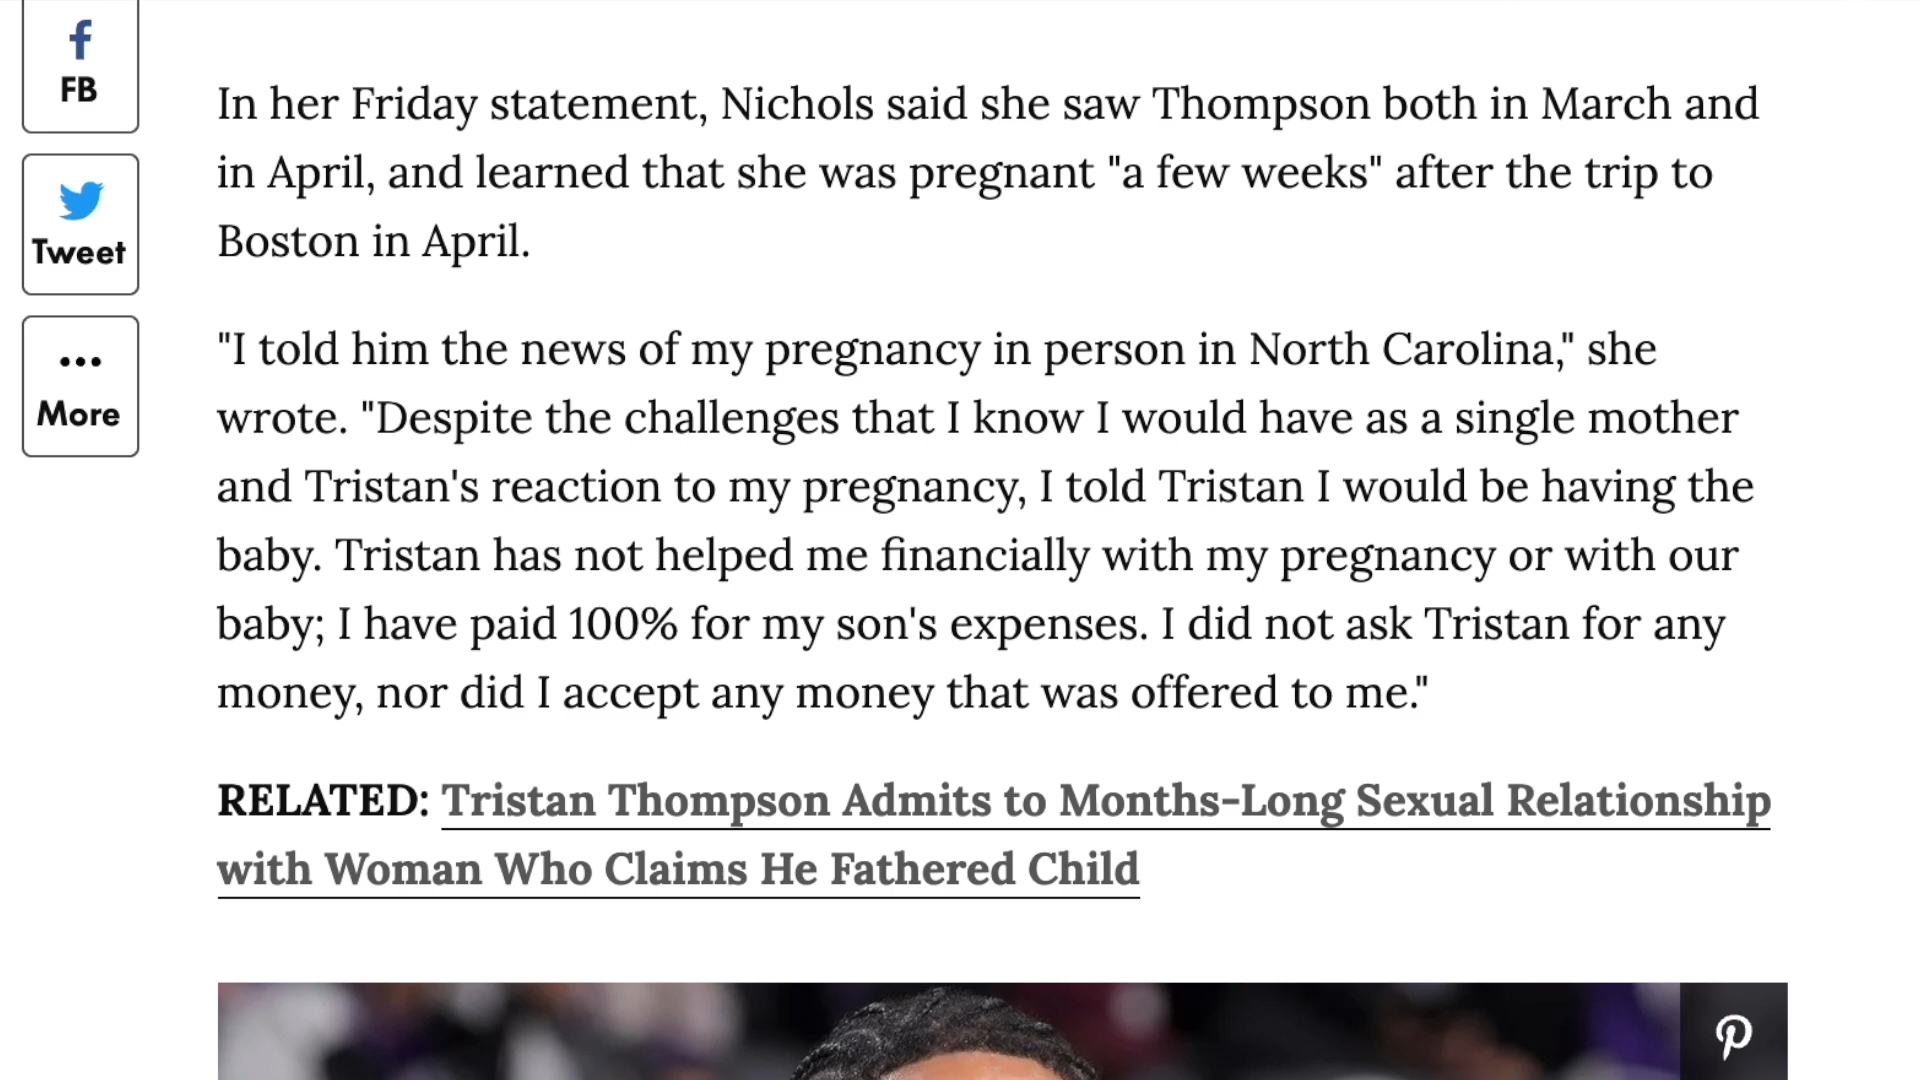 FB
Tweet
More
In her Friday statement, Nichols said she saw Thompson both in March and
in April, and learned that she was pregnant "a few weeks" after the trip to
Boston in April.
"I told him the news of my pregnancy in person in North Carolina," she
wrote. "Despite the challenges that I know I would have as a single mother
and Tristan's reaction to my pregnancy, I told Tristan I would be having the
baby. Tristan has not helped me financially with my pregnancy or with our
baby; I have paid 100% for my son's expenses. I did not ask Tristan for any
money, nor did I accept any money that was offered to me."
RELATED: Tristan Thompson Admits to Months-Long Sexual Relationship
with Woman Who Claims He Fathered Child